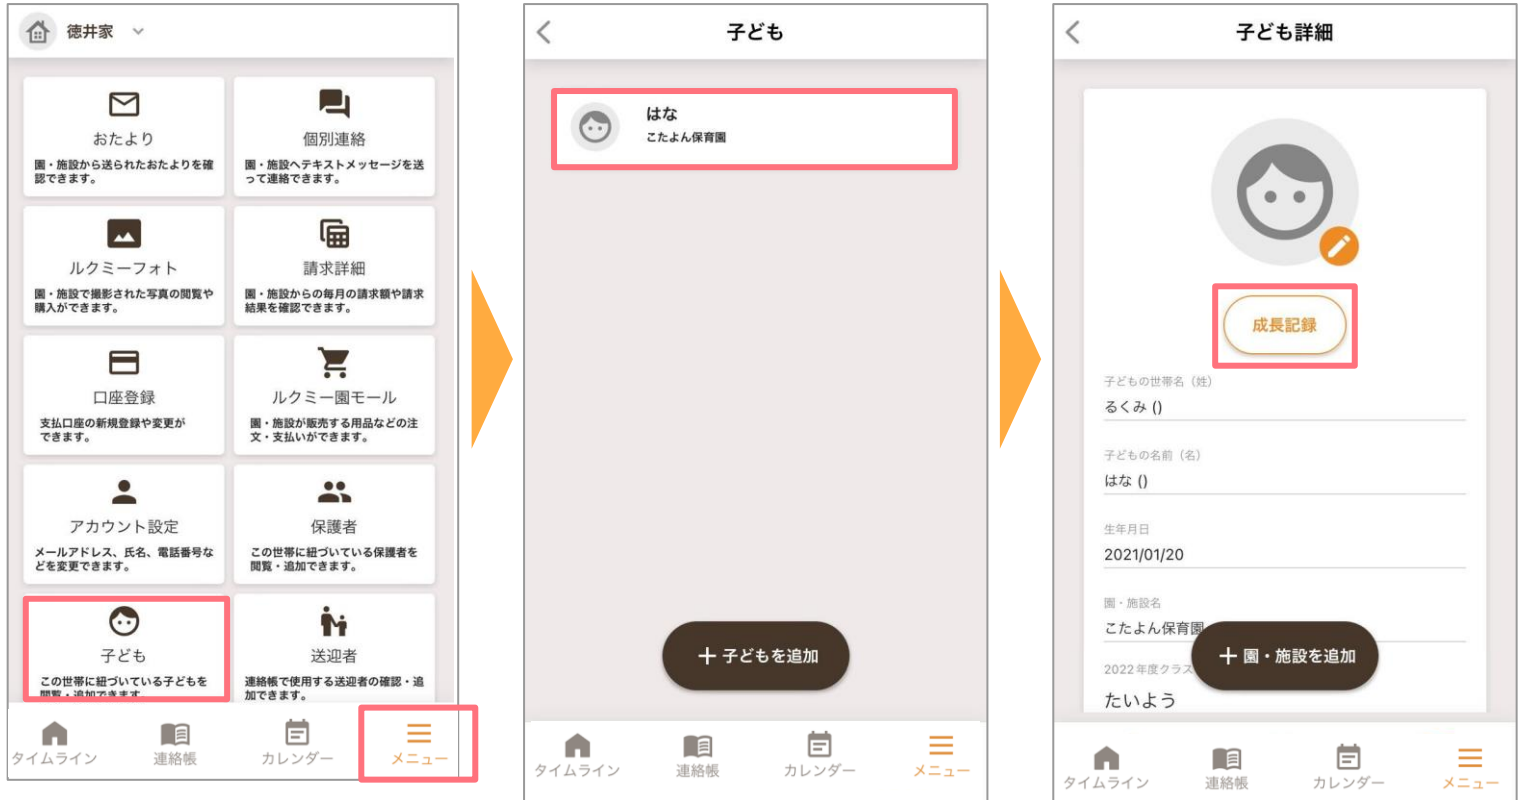 徳井家
おたより
園・施設から送られたおたよりを確
認できます。
個別連絡
園・施設へテキストメッセージを送
って連絡できます。
ルクミーフォト
園・施設で撮影された写真の閲覧や
購入ができます。
請求詳細
園・施設からの毎月の請求額や請求
結果を確認できます。
口座登録
支払口座の新規登録や変更が
できます。
ルクミー園モール
園・施設が販売する用品などの注
文・支払いができます。
アカウント設定
メールアドレス、氏名、電話番号な
どを変更できます。
保護者
この世帯に紐づいている保護者を
閲覧・追加できます。
子ども
この世帯に紐づいている子どもを
閲覧・追加できます。
送迎者
連絡帳で使用する送迎者の確認・追
加できます。
タイムライン
連絡帳
カレンダー
メニュー
子ども
はな
こたよん保育園
+ 子どもを追加
タイムライン
連絡帳
カレンダー
メニュー
子ども詳細
成長記録
子どもの世帯名（姓）
るくみ ()
子どもの名前（名）
はな ()
生年月日
2021/01/20
園・施設名
こたよん保育園
+ 園・施設を追加
2022年度クラス
たいよう
タイムライン
連絡帳
カレンダー
メニュー